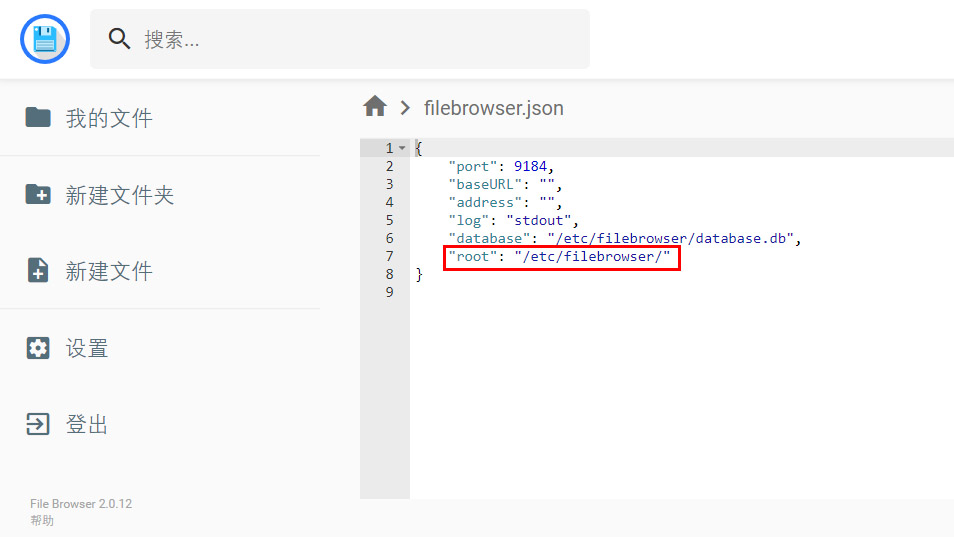 搜索...
我的文件
新建文件夹
新建文件
设置
登出
File Browser 2.0.12
帮助
filebrowser.json
1 {
2 "port": 9184,
3 "baseURL": "",
4 "address": "",
5 "log": "stdout",
6 "database": "/etc/filebrowser/database.db",
7 "root": "/etc/filebrowser/"
8 }
9